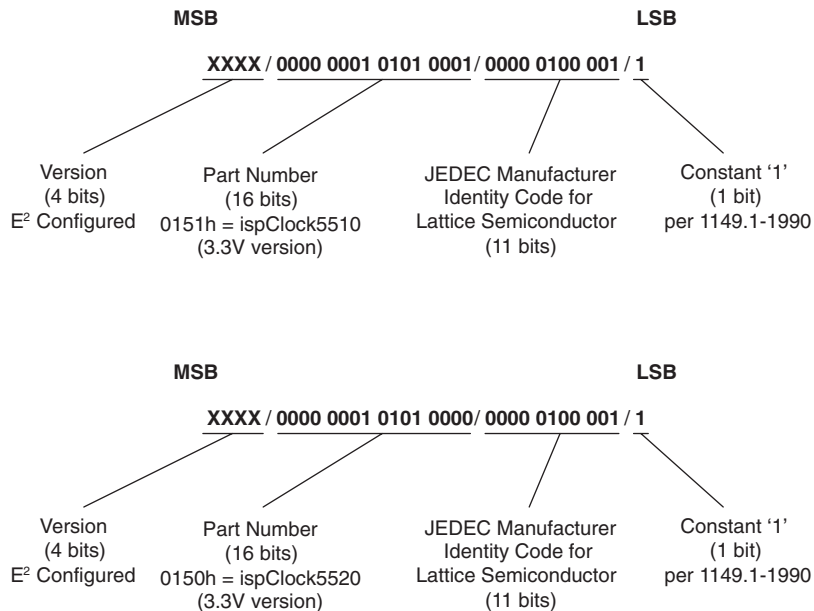 MSB LSB
XXXX / 0000 0001 0101 0001 / 0000 0100 001 / 1
Version
(4 bits)
E² Configured
Part Number
(16 bits)
0151h = ispClock5510
(3.3V version)
JEDEC Manufacturer
Identity Code for
Lattice Semiconductor
(11 bits)
Constant ‘1’
(1 bit)
per 1149.1-1990
MSB LSB
XXXX / 0000 0001 0101 0000 / 0000 0100 001 / 1
Version
(4 bits)
E² Configured
Part Number
(16 bits)
0150h = ispClock5520
(3.3V version)
JEDEC Manufacturer
Identity Code for
Lattice Semiconductor
(11 bits)
Constant ‘1’
(1 bit)
per 1149.1-1990